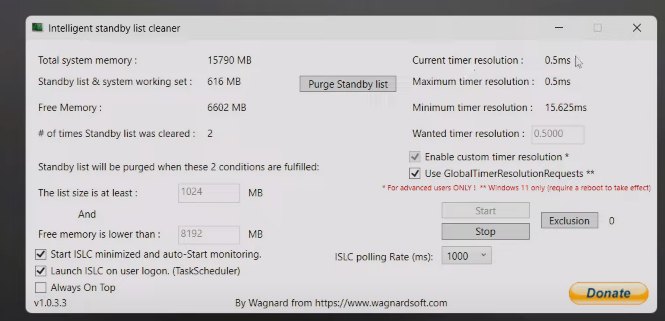 Intelligent standby list cleaner
Total system memory : 15790 MB
Standby list & system working set : 616 MB
Free Memory : 6602 MB
# of times Standby list was cleared : 2
Purge Standby list
Current timer resolution : 0.5ms
Maximum timer resolution : 0.5ms
Minimum timer resolution : 15.625ms
Wanted timer resolution : 0.5000
Enable custom timer resolution *
Use GlobalTimerResolutionRequests **
* For advanced users ONLY ! ** Windows 11 only (require a reboot to take effect)
Standby list will be purged when these 2 conditions are fulfilled:
The list size is at least : 1024 MB
And
Free memory is lower than : 8192 MB
Start
Stop
Exclusion 0
Start ISLC minimized and auto-Start monitoring.
Launch ISLC on user logon. (TaskScheduler)
Always On Top
ISLC polling Rate (ms): 1000
v1.0.3.3
By Wagnard from https://www.wagnardsoft.com
Donate